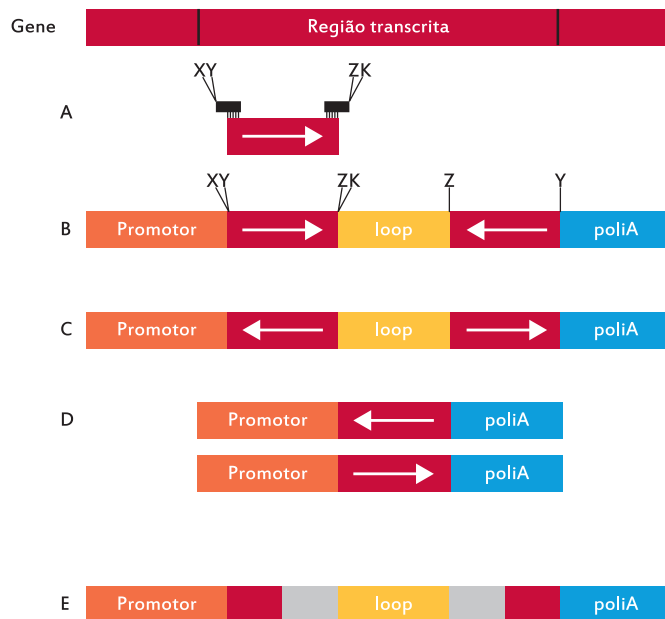 Gene Região transcrita
XY ZK
A
XY ZK Z Y
B Promotor loop poliA
C Promotor loop poliA
D Promotor poliA
Promotor poliA
E Promotor loop poliA